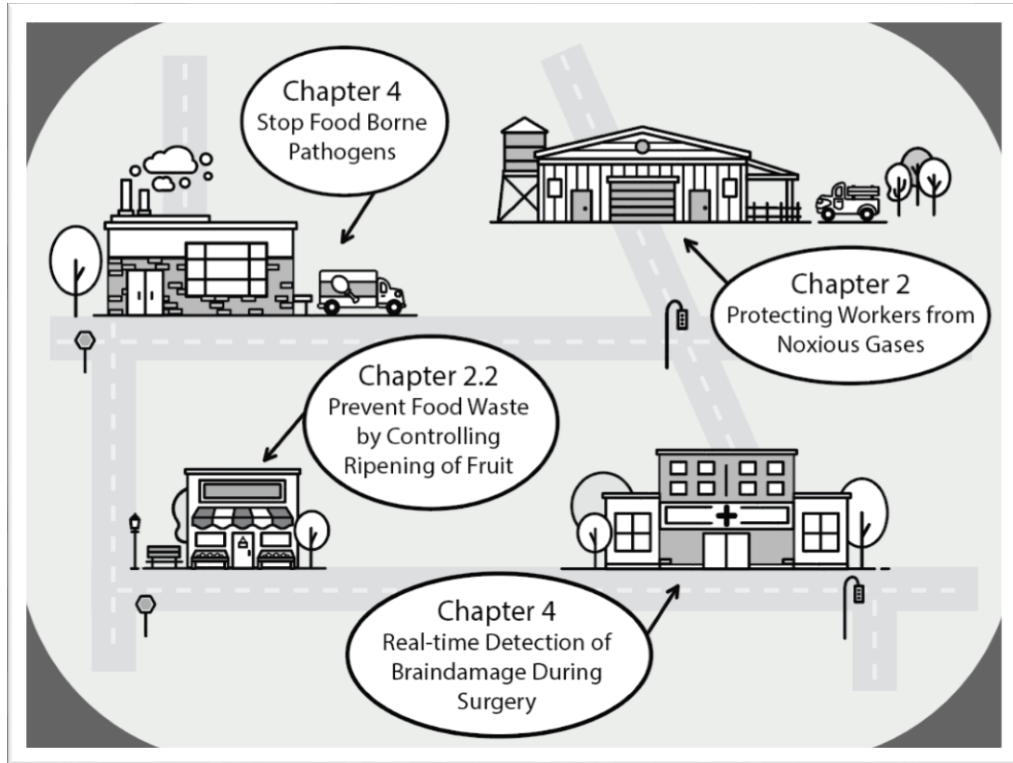 Chapter 4
Stop Food Borne
Pathogens
Chapter 2
Protecting Workers from
Noxious Gases
Chapter 2.2
Prevent Food Waste
by Controlling
Ripening of Fruit
Chapter 4
Real-time Detection of
Braindamage During
Surgery